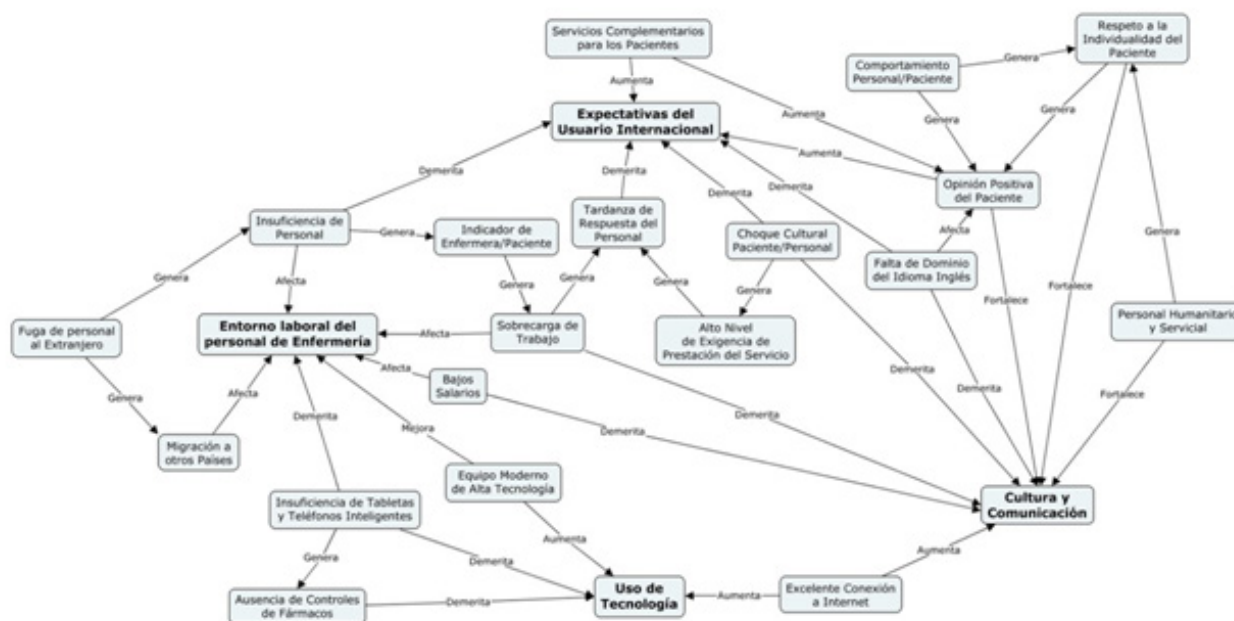 Servicios Complementarios
para los Pacientes
Respeto a la
Individualidad del
Paciente
Comportamiento
Personal/Paciente
Genera
Aumenta
Genera
Genera
Expectativas del
Usuario Internacional
Aumenta
Aumenta
Demerita
Demerita
Demerita
Demerita
Opinión Positiva
del Paciente
Insuficiencia de
Personal
Genera
Indicador de
Enfermera/Paciente
Tardanza de
Respuesta del
Personal
Choque Cultural
Paciente/Personal
Afecta
Falta de Dominio
del Idioma Inglés
Genera
Genera
Afecta
Genera
Genera
Genera
Genera
Fortalece
Fortalece
Fuga de personal
al Extranjero
Entorno laboral del
personal de Enfermería
Afecta
Sobrecarga de
Trabajo
Alto Nivel
de Exigencia de
Prestación del Servicio
Personal Humanitario
y Servicial
Afecta
Bajos
Salarios
Demerita
Demerita
Fortalece
Genera
Afecta
Demerita
Mejora
Demerita
Demerita
Migración a
otros Países
Equipo Moderno
de Alta Tecnología
Insuficiencia de Tabletas
y Teléfonos Inteligentes
Cultura y
Comunicación
Aumenta
Aumenta
Genera
Demerita
Ausencia de Controles
de Fármacos
Demerita
Uso de
Tecnología
Aumenta
Excelente Conexión
a Internet